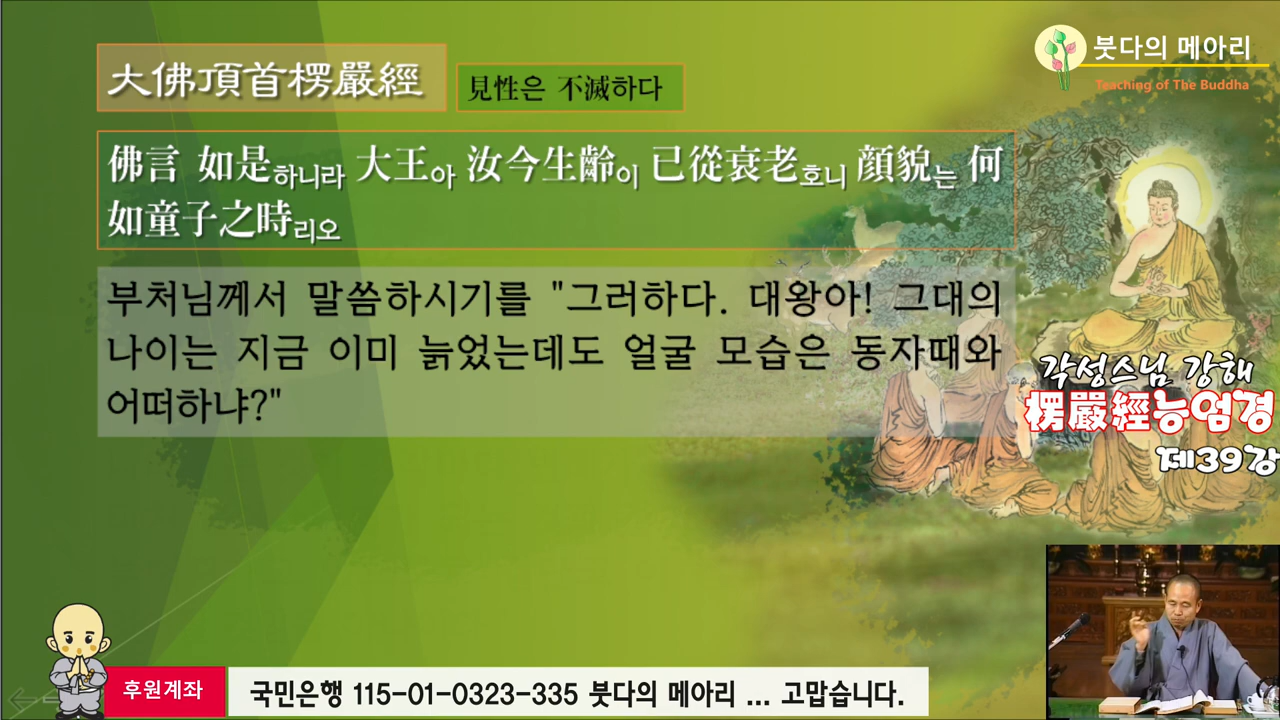 大佛頂首楞嚴經
見性은 不滅하다
붓다의 메아리
Teaching of The Buddha
佛言 如是하니라 大王아 汝今生齡이 已從衰老호니 顔貌는 何
如童子之時리오
부처님께서 말씀하시기를 "그러하다. 대왕아! 그대의
나이는 지금 이미 늙었는데도 얼굴 모습은 동자때와
어떠하냐?"
각성스님 강해
楞嚴經능엄경
제39강
후원계좌
국민은행 115-01-0323-335 붓다의 메아리 ... 고맙습니다.